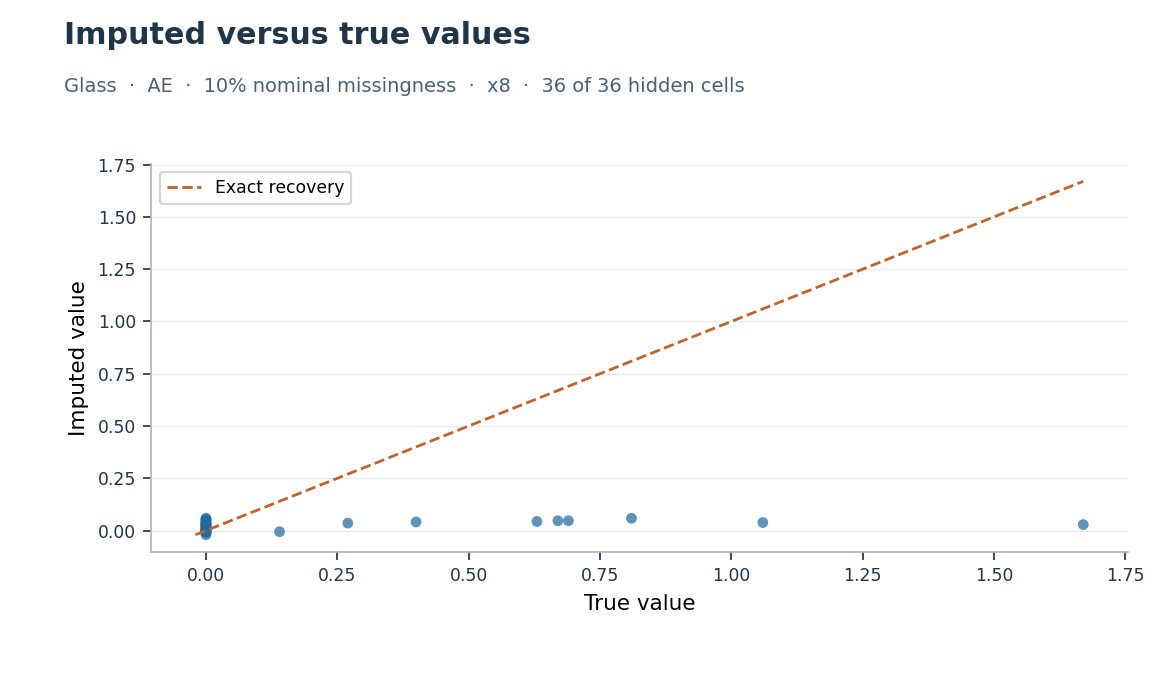 Imputed versus true values
Glass · AE · 10% nominal missingness · x8 · 36 of 36 hidden cells
Exact recovery
1.75
1.50
1.25
1.00
0.75
0.50
0.25
0.00
Imputed value
0.00 0.25 0.50 0.75 1.00 1.25 1.50 1.75
True value